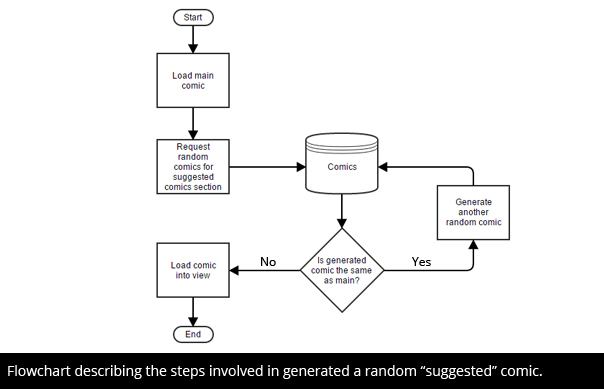 Start
Load main
comic
Request
random
comics for
suggested
comics section
Comics
Generate
another
random comic
Is generated
comic the same
as main?
No
Yes
Load comic
into view
End
Flowchart describing the steps involved in generated a random “suggested” comic.